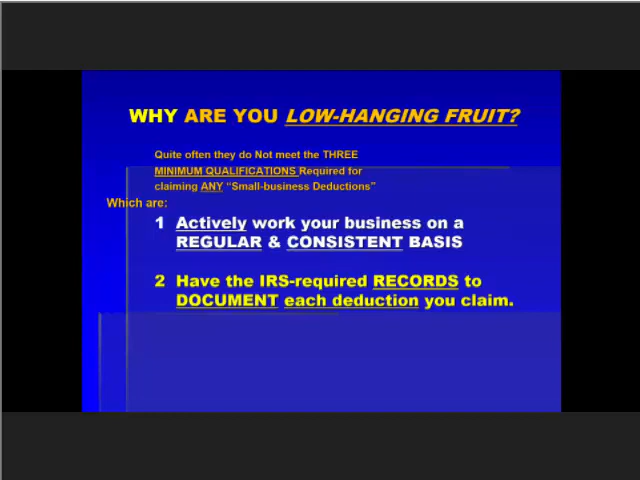 WHY ARE YOU LOW-HANGING FRUIT?
Quite often they do Not meet the THREE
MINIMUM QUALIFICATIONS Required for
claiming ANY "Small-business Deductions"
Which are:
1 Actively work your business on a
REGULAR & CONSISTENT BASIS
2 Have the IRS-required RECORDS to
DOCUMENT each deduction you claim.